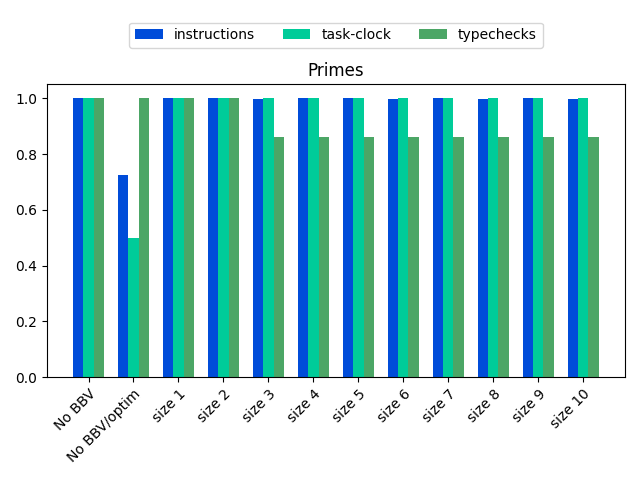 instructions task-clock typechecks
Primes
1.0
0.8
0.6
0.4
0.2
0.0
No BBV
No BBV/optim
size 1
size 2
size 3
size 4
size 5
size 6
size 7
size 8
size 9
size 10